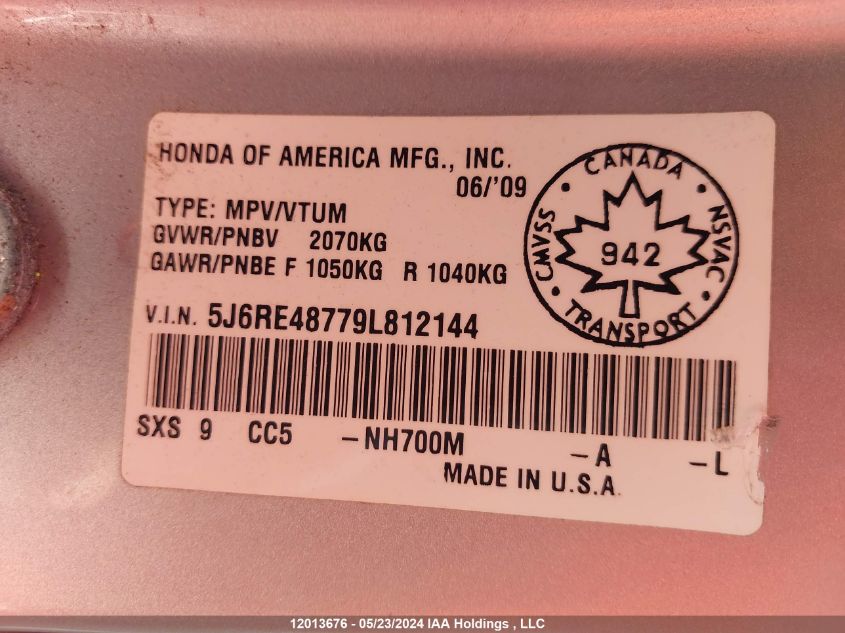 HONDA OF AMERICA MFG., INC.
06/'09
TYPE: MPV/VTUM
GVWR/PNBV 2070KG
GAWR/PNBE F 1050KG R 1040KG
V.I.N. 5J6RE48779L812144
CANADA
CMVSS
NSVAC
942
TRANSPORT
SXS 9 CC5 -NH700M -A -L
MADE IN U.S.A.
12013676 - 05/23/2024 IAA Holdings , LLC